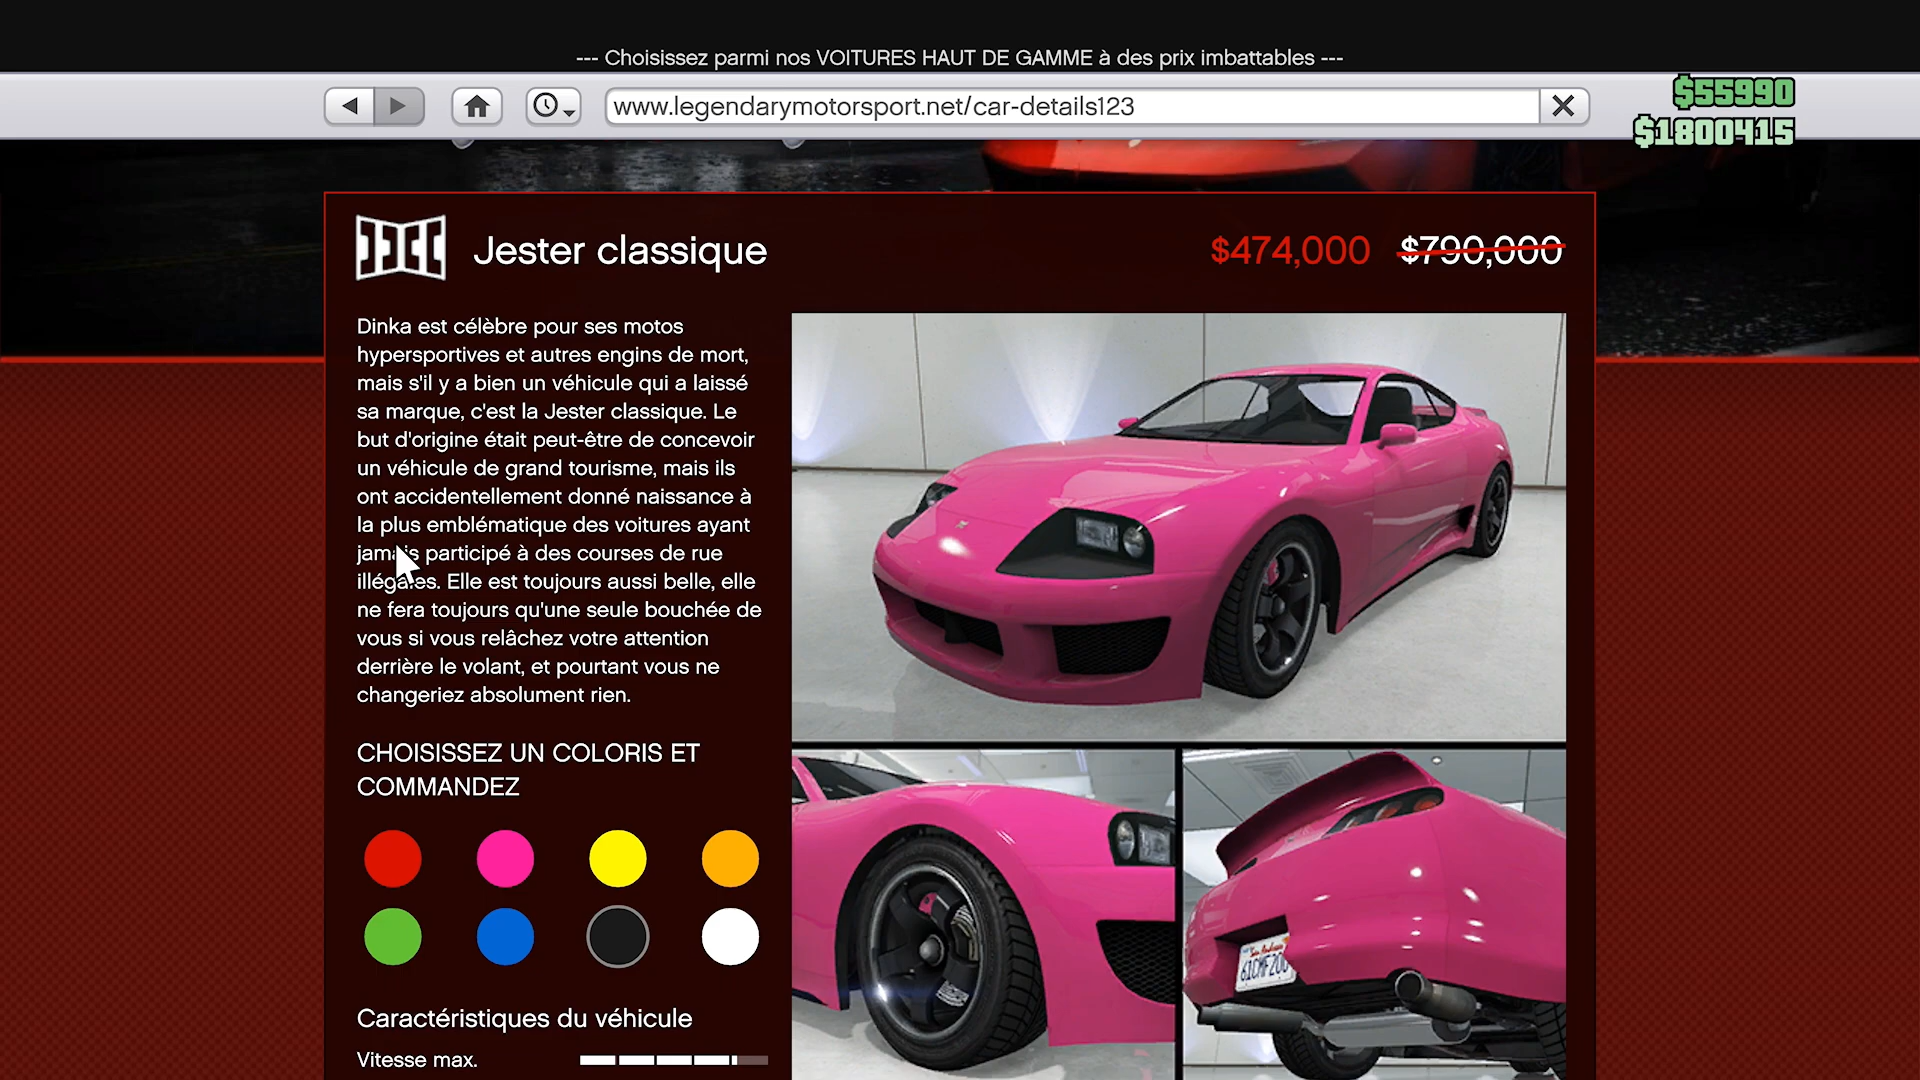 --- Choisissez parmi nos VOITURES HAUT DE GAMME à des prix imbattables ---
www.legendarymotorsport.net/car-details123
$55990
$1800415
Jester classique
$474,000 $790,000
Dinka est célèbre pour ses motos
hypersportives et autres engins de mort,
mais s'il y a bien un véhicule qui a laissé
sa marque, c'est la Jester classique. Le
but d'origine était peut-être de concevoir
un véhicule de grand tourisme, mais ils
ont accidentellement donné naissance à
la plus emblématique des voitures ayant
jamais participé à des courses de rue
illégales. Elle est toujours aussi belle, elle
ne fera toujours qu'une seule bouchée de
vous si vous relâchez votre attention
derrière le volant, et pourtant vous ne
changeriez absolument rien.
CHOISISSEZ UN COLORIS ET
COMMANDEZ
Caractéristiques du véhicule
Vitesse max.